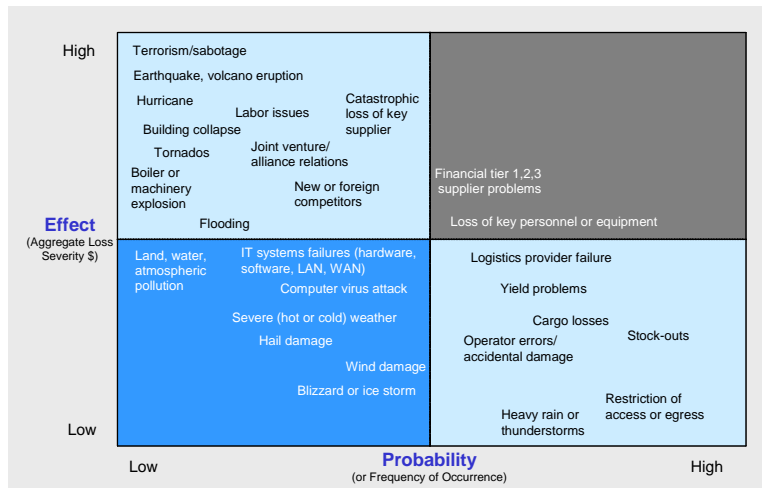 High
Terrorism/sabotage
Earthquake, volcano eruption
Hurricane
Labor issues
Catastrophic
loss of key
supplier
Building collapse
Tornados
Joint venture/
alliance relations
Boiler or
machinery
explosion
New or foreign
competitors
Flooding
Financial tier 1,2,3
supplier problems
Loss of key personnel or equipment
Effect
(Aggregate Loss
Severity $)
Land, water,
atmospheric
pollution
IT systems failures (hardware,
software, LAN, WAN)
Computer virus attack
Severe (hot or cold) weather
Hail damage
Wind damage
Blizzard or ice storm
Logistics provider failure
Yield problems
Cargo losses
Stock-outs
Operator errors/
accidental damage
Restriction of
access or egress
Heavy rain or
thunderstorms
Low
Low
Probability
(or Frequency of Occurrence)
High